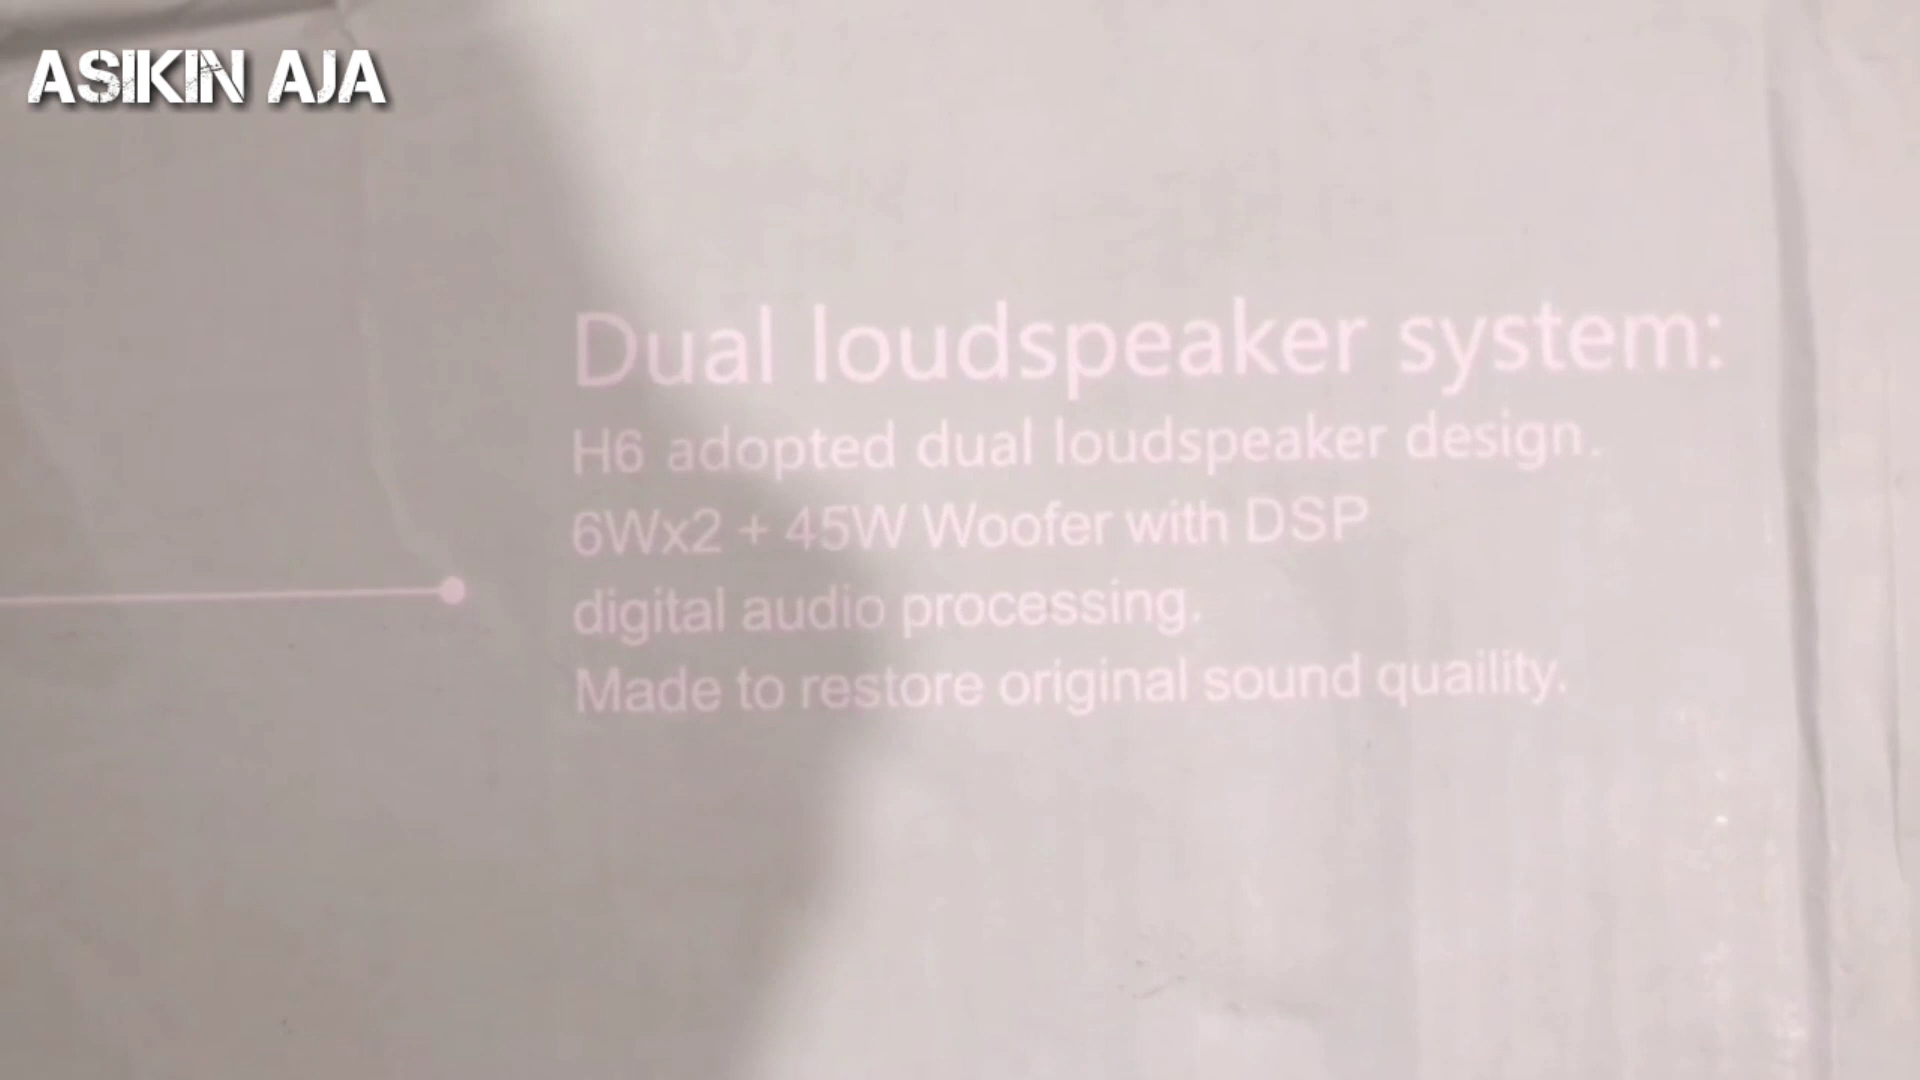 ASIKIN AJA
Dual loudspeaker system:
H6 adopted dual loudspeaker design.
6Wx2 + 45W Woofer with DSP
digital audio processing.
Made to restore original sound quaility.